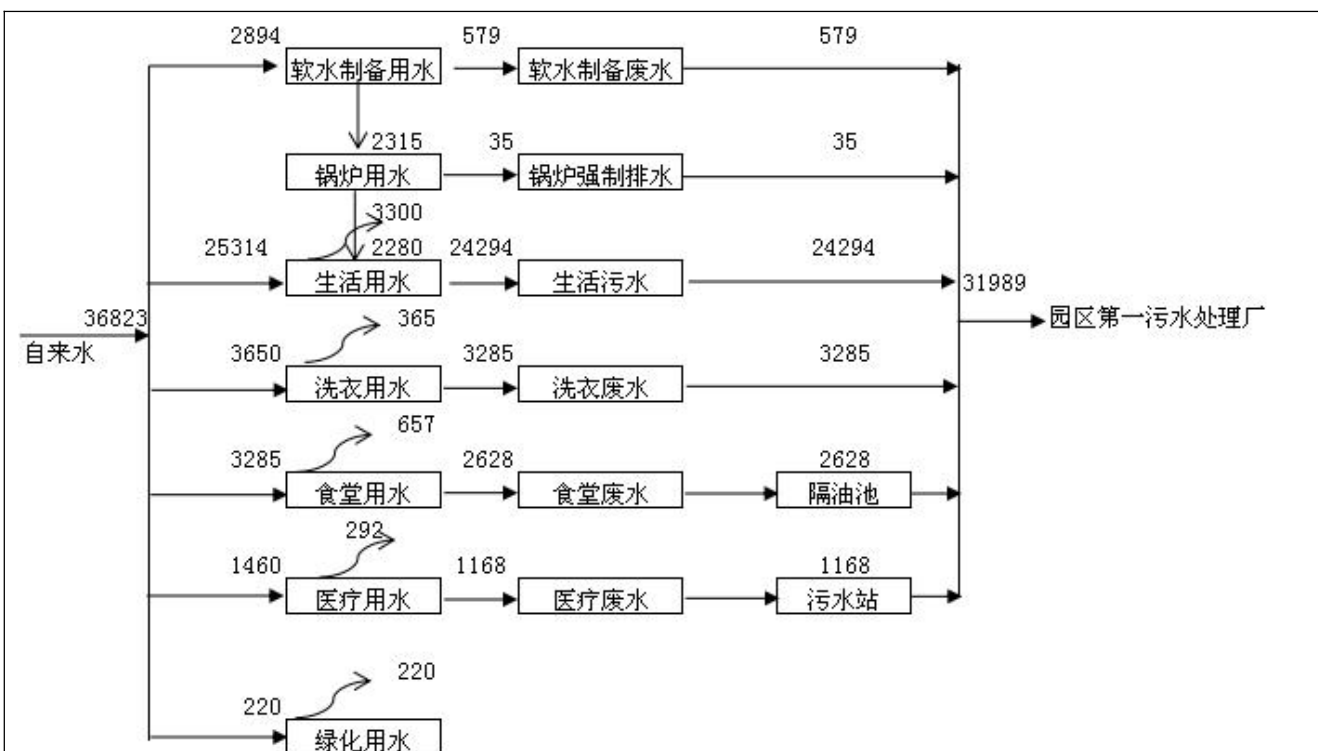 2894
579
579
软水制备用水
软水制备废水
2315
35
35
锅炉用水
锅炉强制排水
3300
25314
2280
24294
24294
生活用水
生活污水
31989
36823
自来水
园区第一污水处理厂
365
3650
3285
3285
洗衣用水
洗衣废水
657
3285
2628
2628
食堂用水
食堂废水
隔油池
292
1460
1168
1168
医疗用水
医疗废水
污水站
220
220
绿化用水